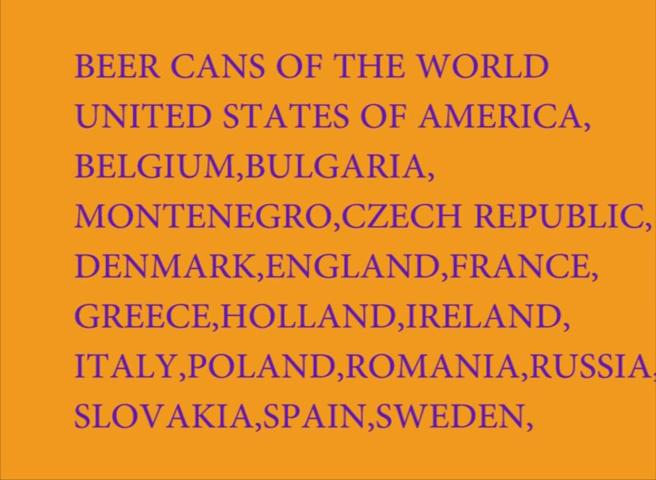 BEER CANS OF THE WORLD
UNITED STATES OF AMERICA,
BELGIUM,BULGARIA,
MONTENEGRO,CZECH REPUBLIC,
DENMARK,ENGLAND,FRANCE,
GREECE,HOLLAND,IRELAND,
ITALY,POLAND,ROMANIA,RUSSIA,
SLOVAKIA,SPAIN,SWEDEN,